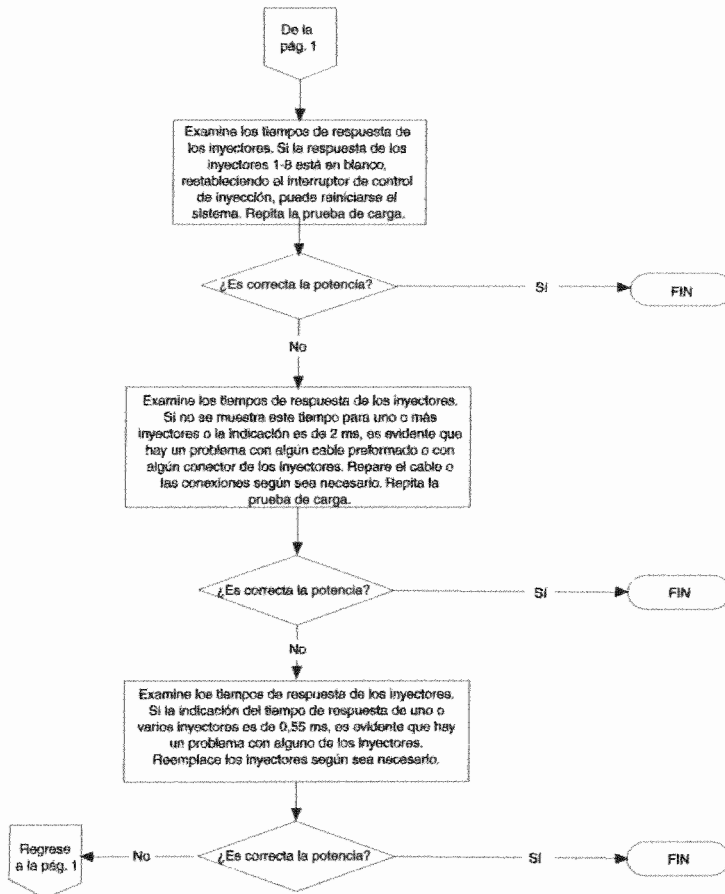 De la
pág. 1
Examine los tiempos de respuesta de
los inyectores. Si la respuesta de los
inyectores 1-8 está en blanco,
restableciendo el interruptor de control
de inyección, puede reiniciarse el
sistema. Repita la prueba de carga.
¿Es correcta la potencia?
Sí
FIN
No
Examine los tiempos de respuesta de los inyectores.
Si no se muestra este tiempo para uno o más
inyectores o la indicación es de 2 ms, es evidente que
hay un problema con algún cable preformado o con
algún conector de los inyectores. Repare el cable o
las conexiones según sea necesario. Repita la
prueba de carga.
¿Es correcta la potencia?
Sí
FIN
No
Examine los tiempos de respuesta de los inyectores.
Si la indicación del tiempo de respuesta de uno o
varios inyectores es de 0,55 ms, es evidente que hay
un problema con alguno de los inyectores.
Reemplace los inyectores según sea necesario.
Regrese
a la pág. 1
No
¿Es correcta la potencia?
Sí
FIN